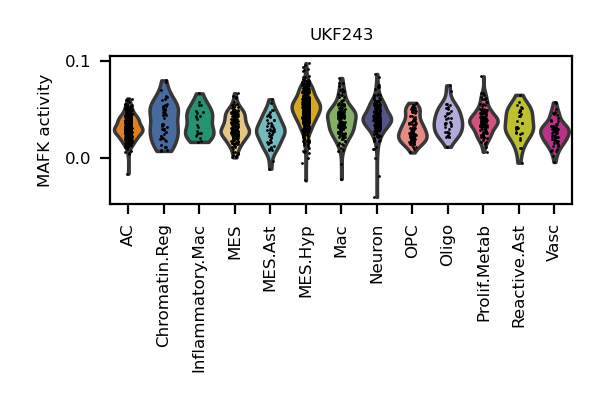 UKF243
MAFK activity
0.1
0.0
AC
Chromatin.Reg
Inflammatory.Mac
MES
MES.Ast
MES.Hyp
Mac
Neuron
OPC
Oligo
Prolif.Metab
Reactive.Ast
Vasc